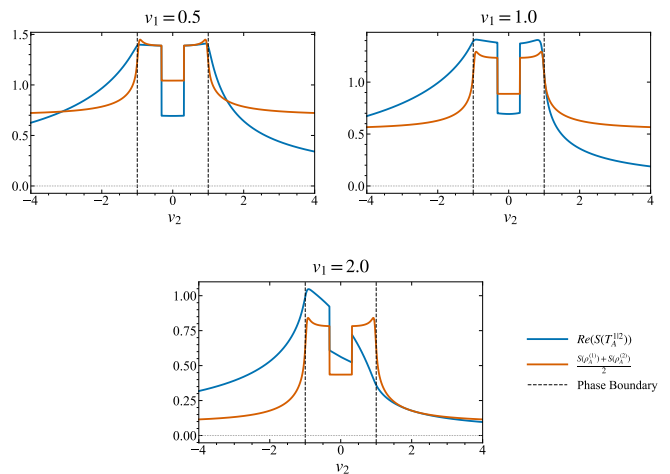 v₁ = 0.5
1.5
1.0
0.5
0.0
−4 −2 0 2 4
v₂
v₁ = 1.0
1.0
0.5
0.0
−4 −2 0 2 4
v₂
v₁ = 2.0
1.00
0.75
0.50
0.25
0.00
−4 −2 0 2 4
v₂
Re(S(T_A^{1|2}))
\frac{S(ρ_A^{(1)}) + S(ρ_A^{(2)})}{2}
Phase Boundary